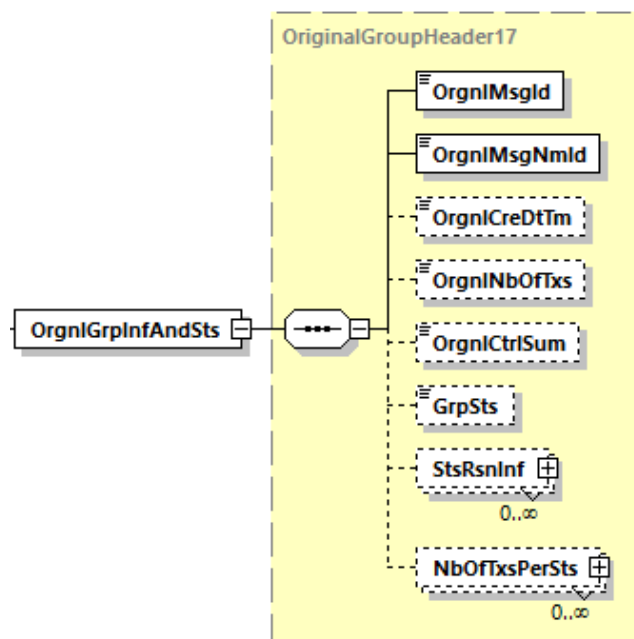 OriginalGroupHeader17
OrgnlMsgId
OrgnlMsgNmId
OrgnlCreDtTm
OrgnlNbOfTxs
OrgnlGrpInfAndSts
OrgnlCtrlSum
GrpSts
StsRsnInf
0..∞
NbOfTxsPerSts
0..∞